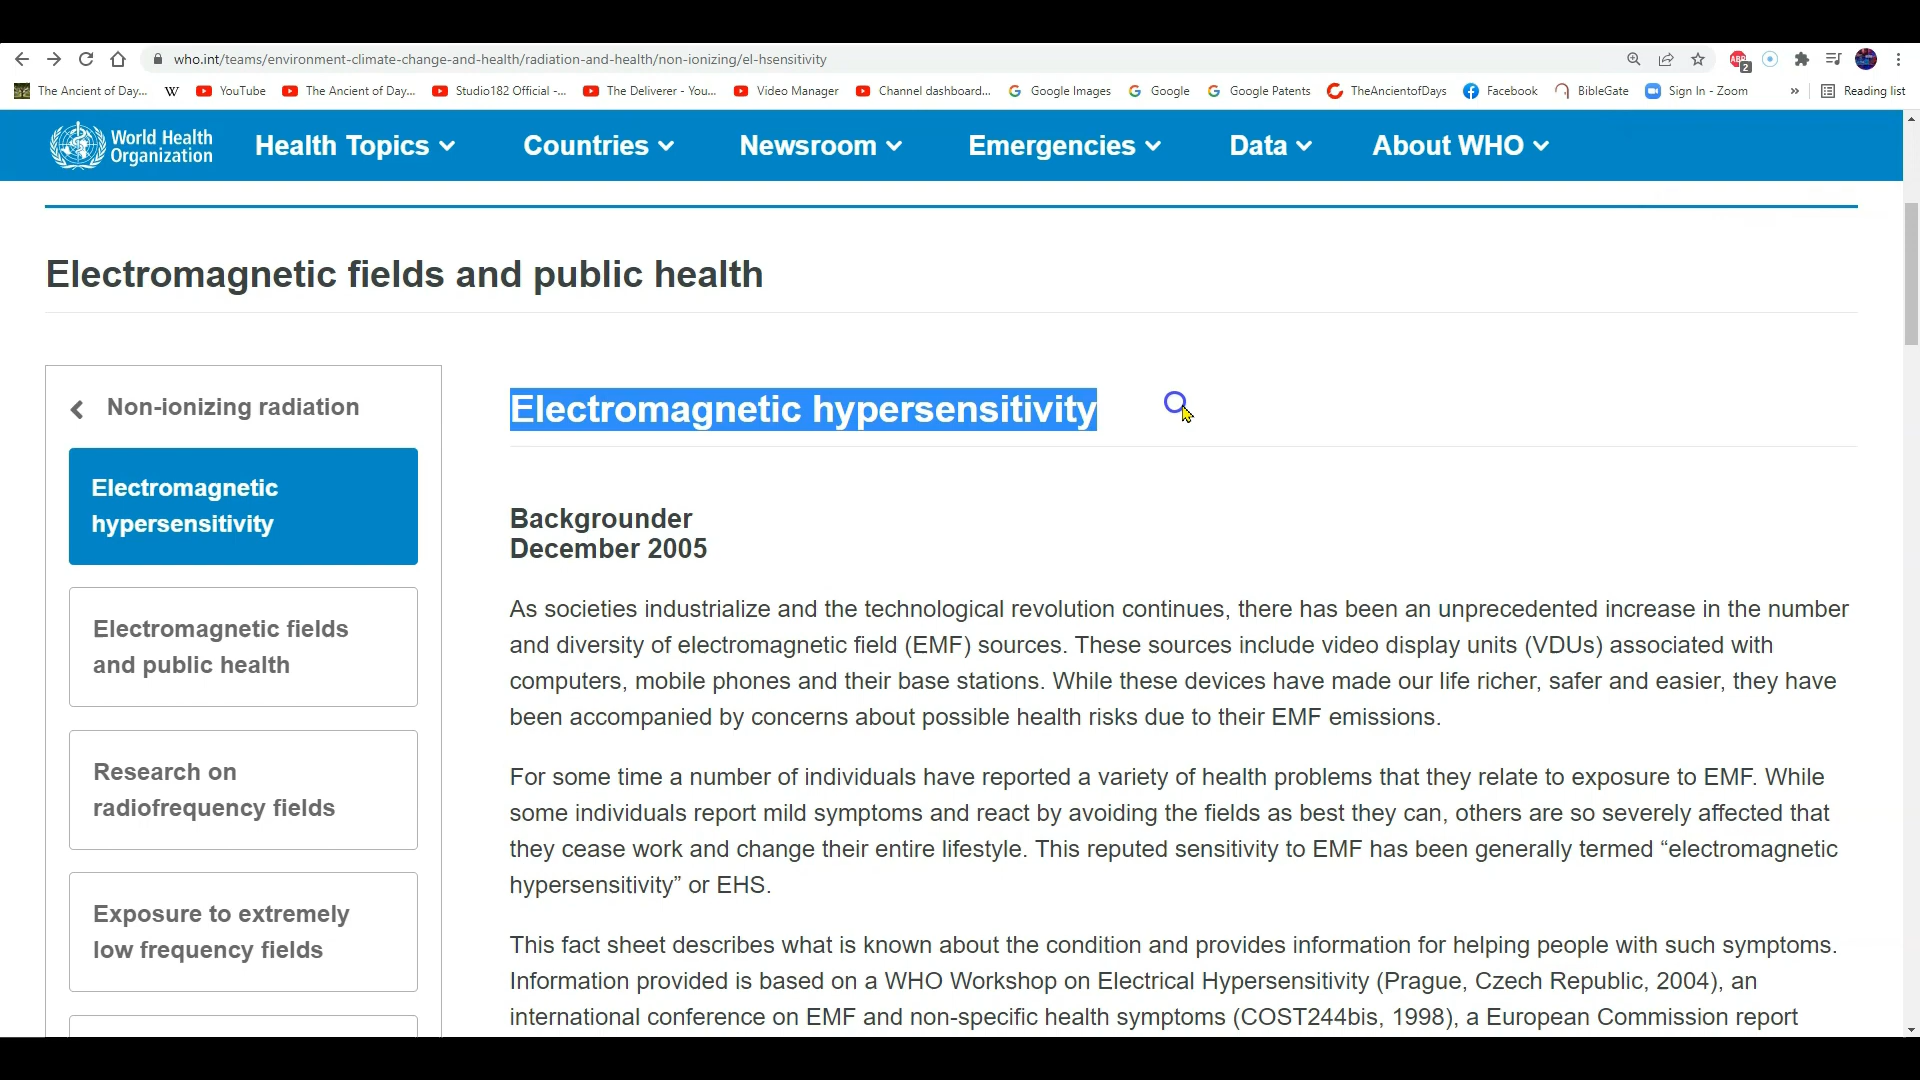 who.int/teams/environment-climate-change-and-health/radiation-and-health/non-ionizing/el-hsensitivity
ABP
2
The Ancient of Day...
W
YouTube
The Ancient of Day...
Studio182 Official -...
The Deliverer - You...
Video Manager
Channel dashboard...
Google Images
Google
Google Patents
TheAncientofDays
Facebook
BibleGate
Sign In - Zoom
»
Reading list
World Health
Organization
Health Topics
Countries
Newsroom
Emergencies
Data
About WHO
Electromagnetic fields and public health
Non-ionizing radiation
Electromagnetic
hypersensitivity
Electromagnetic fields
and public health
Research on
radiofrequency fields
Exposure to extremely
low frequency fields
Electromagnetic hypersensitivity
Backgrounder
December 2005
As societies industrialize and the technological revolution continues, there has been an unprecedented increase in the number
and diversity of electromagnetic field (EMF) sources. These sources include video display units (VDUs) associated with
computers, mobile phones and their base stations. While these devices have made our life richer, safer and easier, they have
been accompanied by concerns about possible health risks due to their EMF emissions.
For some time a number of individuals have reported a variety of health problems that they relate to exposure to EMF. While
some individuals report mild symptoms and react by avoiding the fields as best they can, others are so severely affected that
they cease work and change their entire lifestyle. This reputed sensitivity to EMF has been generally termed “electromagnetic
hypersensitivity” or EHS.
This fact sheet describes what is known about the condition and provides information for helping people with such symptoms.
Information provided is based on a WHO Workshop on Electrical Hypersensitivity (Prague, Czech Republic, 2004), an
international conference on EMF and non-specific health symptoms (COST244bis, 1998), a European Commission report